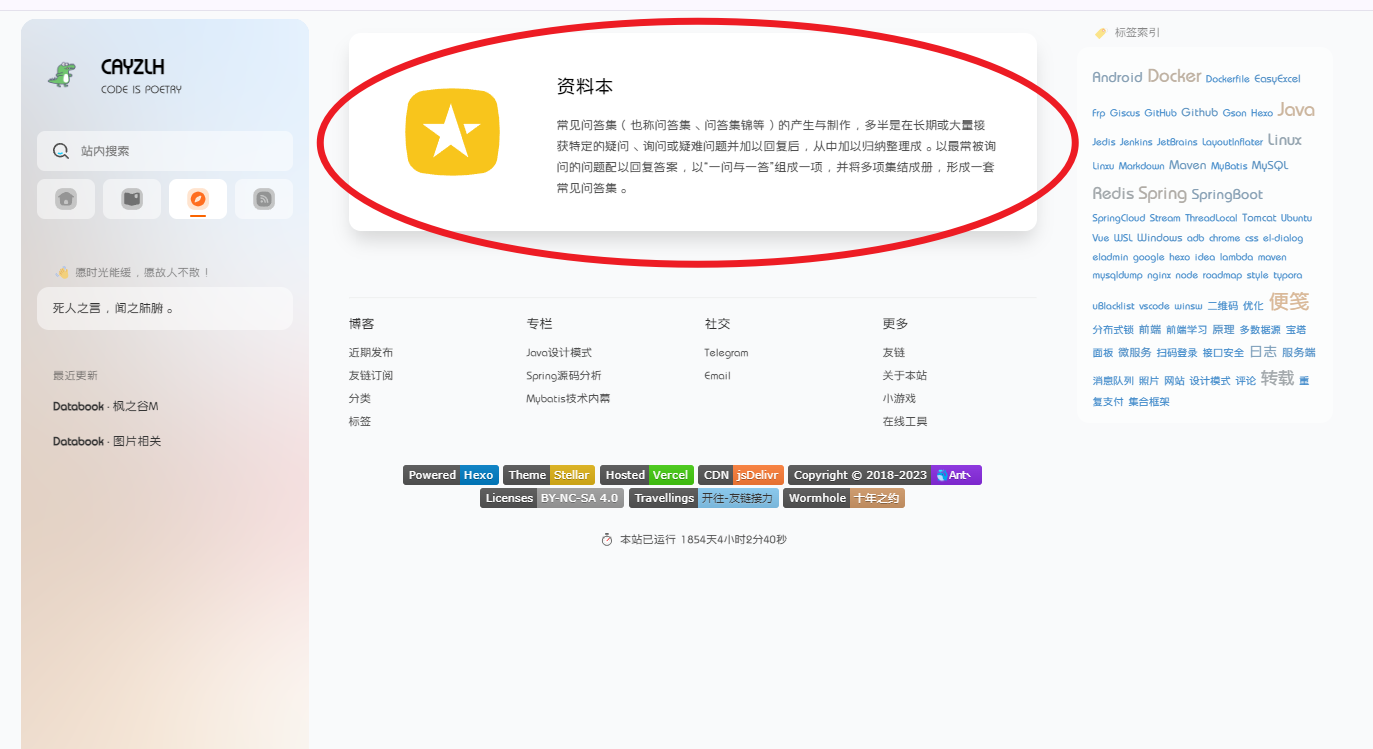 CAYZLH
CODE IS POETRY
站内搜索
愿时光能缓，愿故人不散！
死人之言，闻之肺腑。
最近更新
Databook · 枫之谷M
Databook · 图片相关
资料本
常见问答集（也称问答集、问答集锦等）的产生与制作，多半是在长期或大量接
获特定的疑问、询问或疑难问题并加以回复后，从中加以归纳整理成。以最常被询
问的问题配以回复答案，以“一问与一答”组成一项，并将多项集结成册，形成一套
常见问答集。
博客
近期发布
友链订阅
分类
标签
专栏
Java设计模式
Spring源码分析
Mybatis技术内幕
社交
Telegram
Email
更多
友链
关于本站
小游戏
在线工具
Powered Hexo Theme Stellar Hosted Vercel CDN jsDelivr Copyright © 2018-2023
Licenses BY-NC-SA 4.0 Travellings 开往-友链接力 Wormhole 十年之约
本站已运行 1854天4小时2分40秒
标签索引
Android Docker Dockerfile EasyExcel
Frp Giscus GitHub Github Gson Hexo Java
Jedis Jenkins JetBrains LayoutInflater Linux
Linxu Markdown Maven MyBatis MySQL
Redis Spring SpringBoot
SpringCloud Stream ThreadLocal Tomcat Ubuntu
Vue WSL Windows adb chrome css el-dialog
eladmin google hexo idea lambda maven
mysqldump nginx node roadmap style typora
uBlacklist vscode winsw 二维码 优化 便笺
分布式锁 前端 前端学习 原理 多数据源 宝塔
面板 微服务 扫码登录 接口安全 日志 服务端
消息队列 照片 网站 设计模式 评论 转载 重
复支付 集合框架